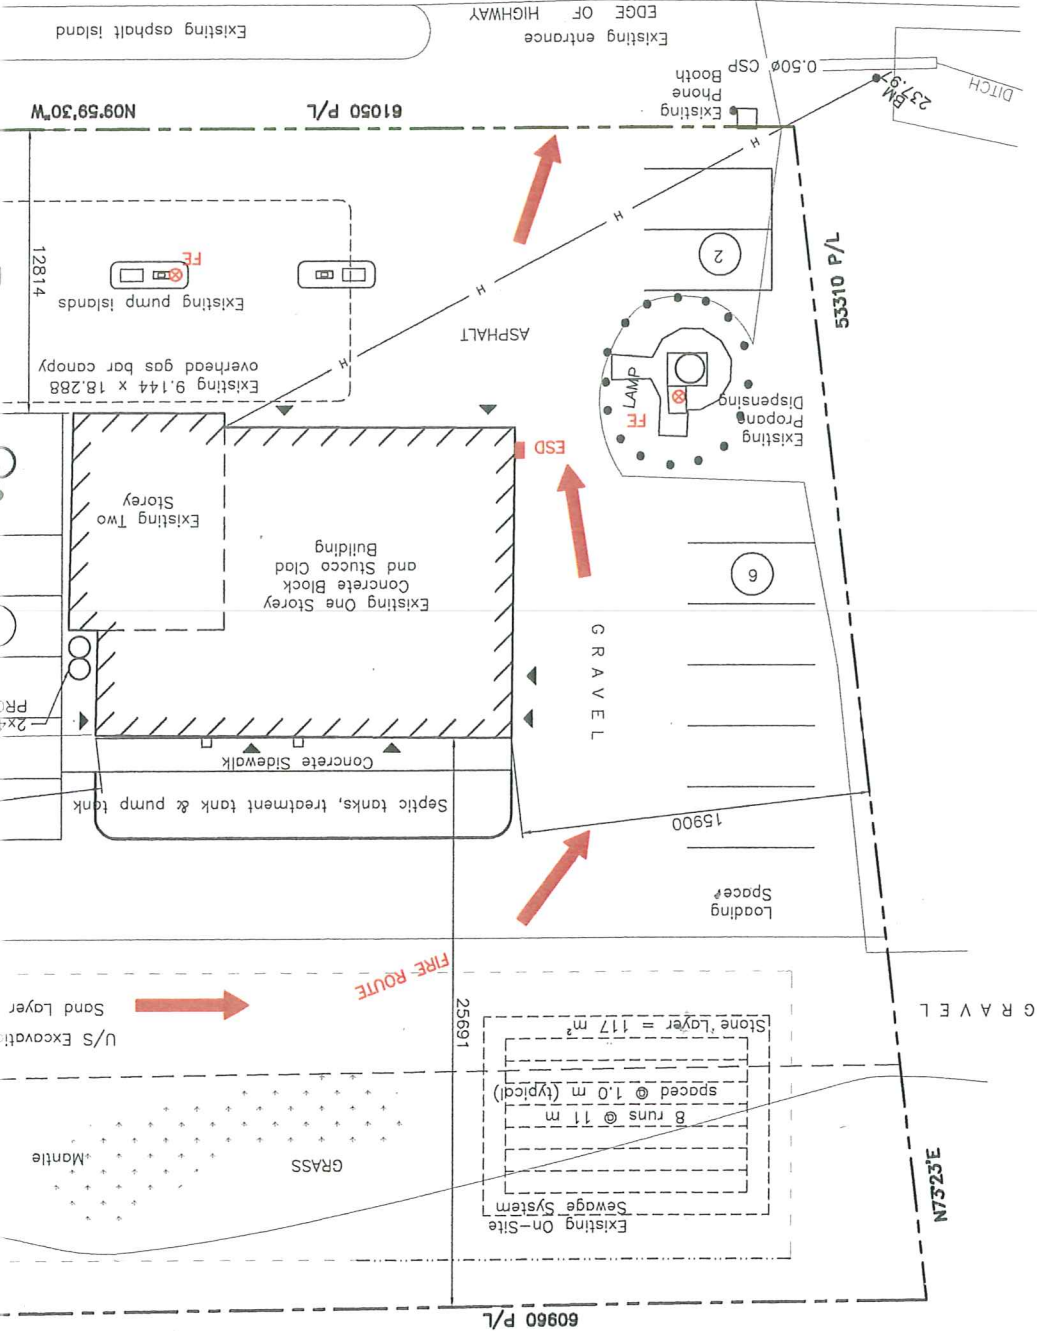 60960 P/L
Existing On-Site
Sewage System
8 runs @ 11 m
spaced @ 1.0 m (typical)
Stone Layer = 117 m²
N73°23'E
GRASS
Mantle
25691
U/S
Sand Layer
FIRE ROUTE
GRAVEL
Loading
Space
15900
Septic tanks, treatment tank & pump tank
Concrete Sidewalk
GRAVEL
6
Existing One Storey
Concrete Block
and Stucco Clad
Building
Existing Two
Storey
ESD
Existing
Propane
Dispensing
FE
LAMP
Existing 9.144 x 18.288
overhead gas bar canopy
H
ASPHALT
Existing pump islands
FE
H
2
53310 P/L
12814
H
H
61050 P/L
N09°59'30"W
Existing
Phone
Booth
BM
237.97
DITCH
0.50ø CSP
Existing entrance
EDGE OF HIGHWAY
Existing asphalt island